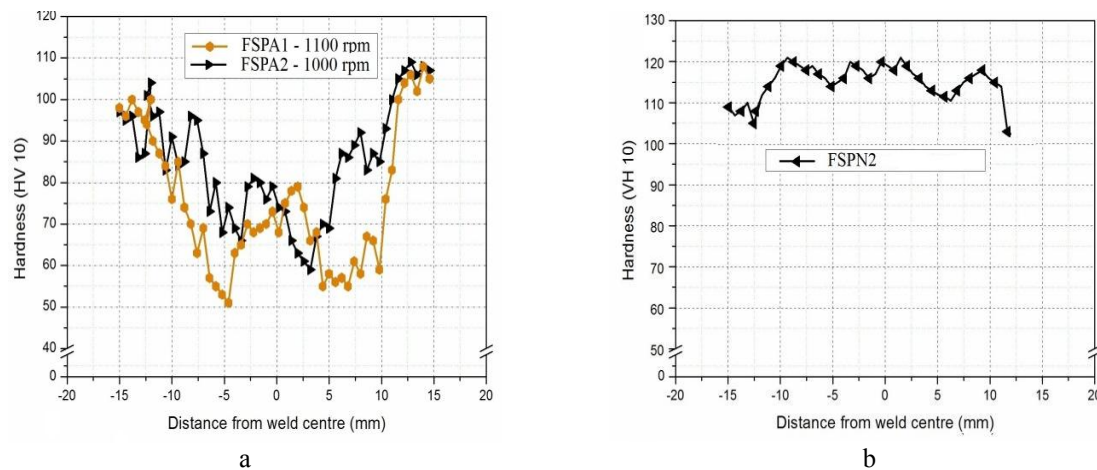 120
110
100
90
80
70
60
50
40
0
Hardness (HV 10)
FSPA1 - 1100 rpm
FSPA2 - 1000 rpm
-20 -15 -10 -5 0 5 10 15 20
Distance from weld centre (mm)
a
130
120
110
100
90
80
70
60
50
0
Hardness (VH 10)
FSPN2
-20 -15 -10 -5 0 5 10 15 20
Distance from weld centre (mm)
b